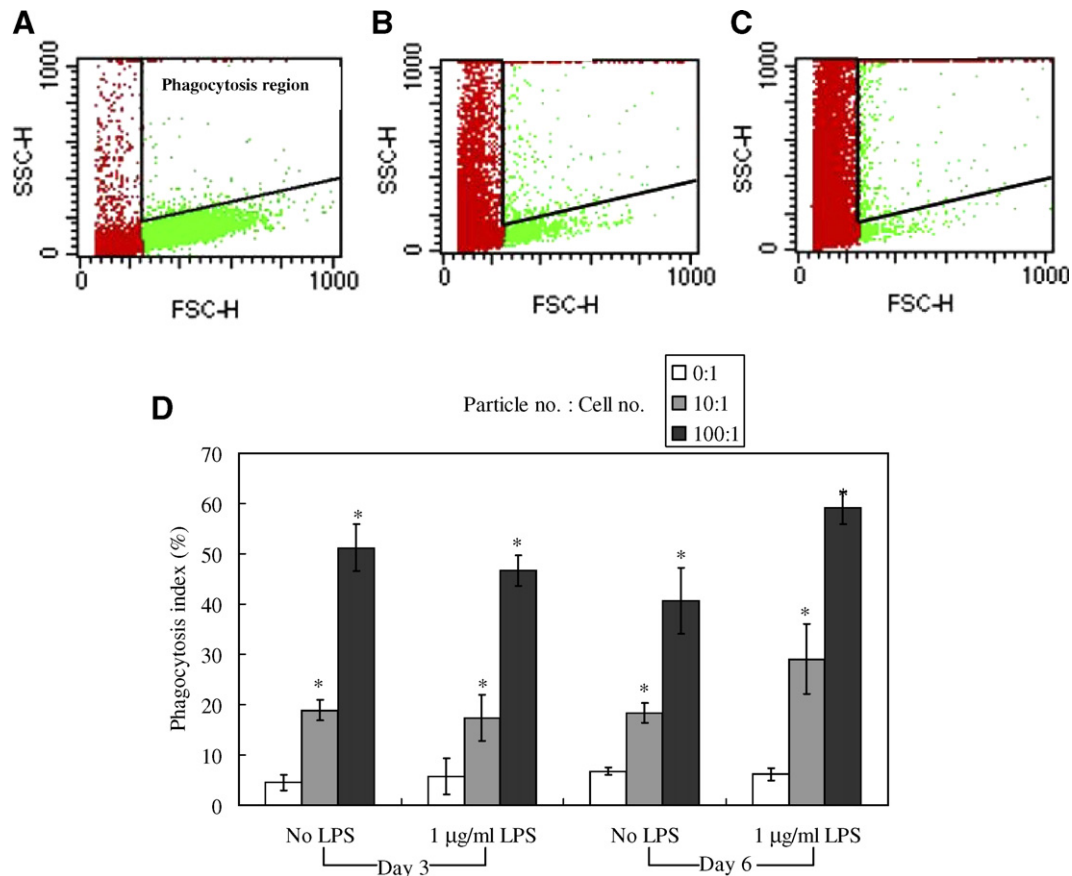 A
B
C
1000
SSC-H
0
Phagocytosis region
0
1000
FSC-H
1000
SSC-H
0
0
1000
FSC-H
1000
SSC-H
0
0
1000
FSC-H
D
Particle no. : Cell no.
0:1
10:1
100:1
Phagocytosis index (%)
70
60
50
40
30
20
10
0
* * * * * * * *
No LPS
1 µg/ml LPS
No LPS
1 µg/ml LPS
Day 3
Day 6